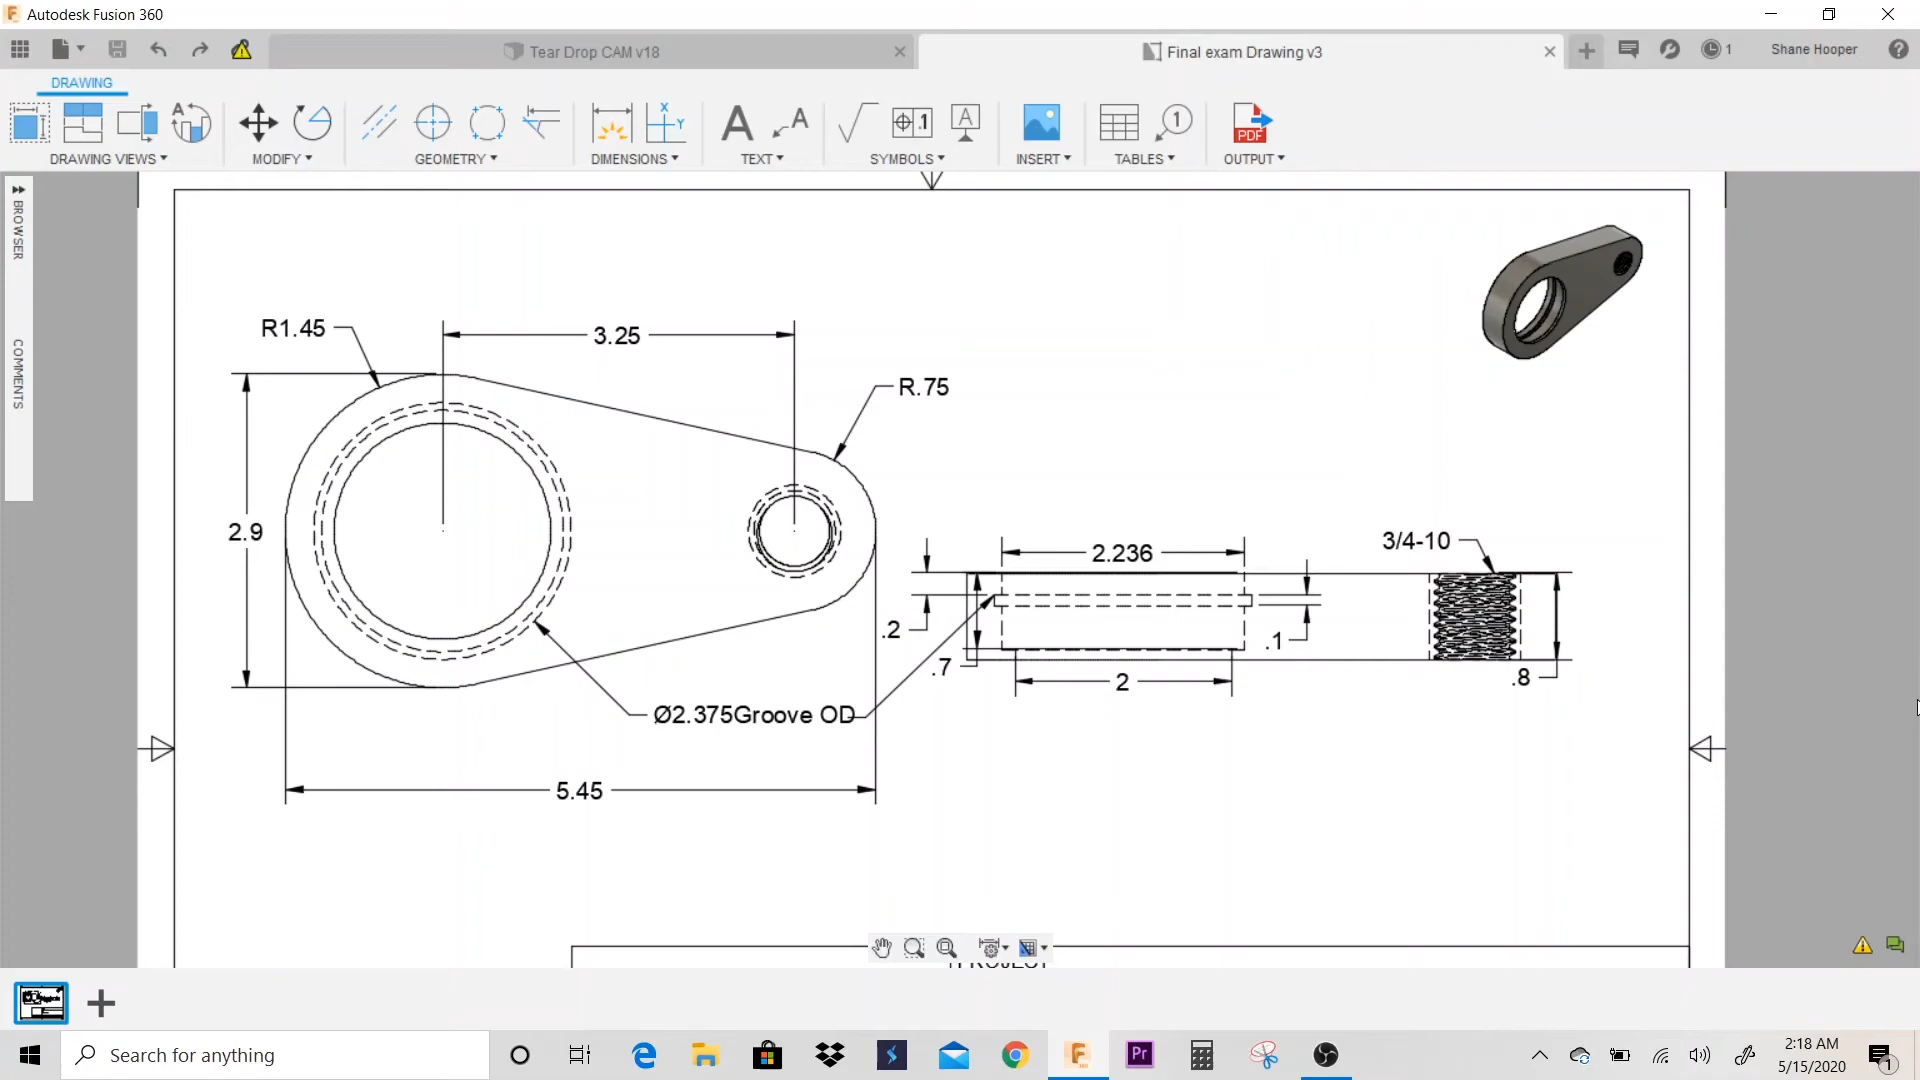 Autodesk Fusion 360
Tear Drop CAM v18
Final exam Drawing v3
1
Shane Hooper
DRAWING
DRAWING VIEWS
MODIFY
GEOMETRY
DIMENSIONS
TEXT
SYMBOLS
INSERT
TABLES
OUTPUT
PDF
BROWSER
COMMENTS
R1.45
3.25
R.75
2.9
2.236
3/4-10
.2
.7
.1
2
.8
Ø2.375Groove OD
5.45
PROJECT
Search for anything
2:18 AM
5/15/2020